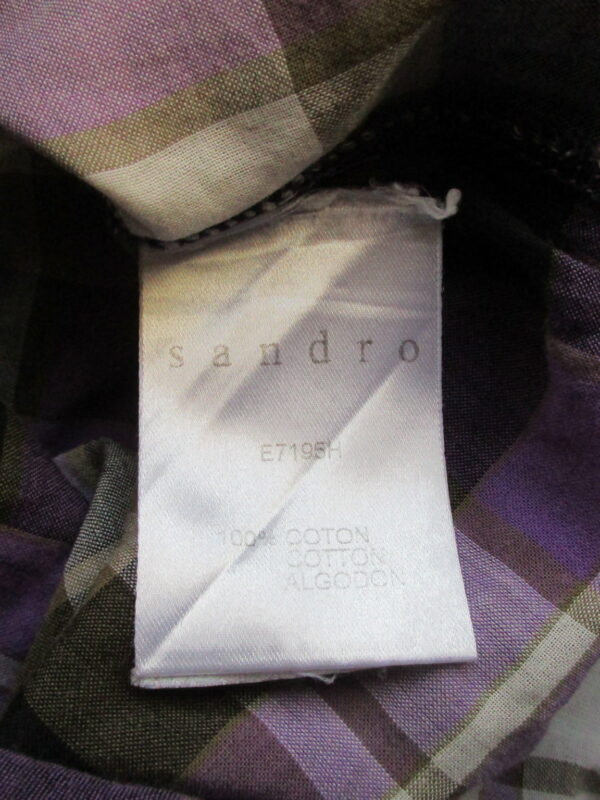 sandro
E7195H
100% COTON
COTTON
ALGODON